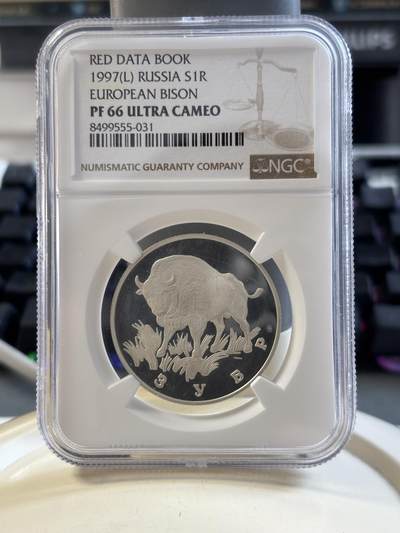 RED DATA BOOK
1997(L) RUSSIA S1R
EUROPEAN BISON
PF 66 ULTRA CAMEO
8499555-031
NUMISMATIC GUARANTY COMPANY
NGC®
ЗУБР